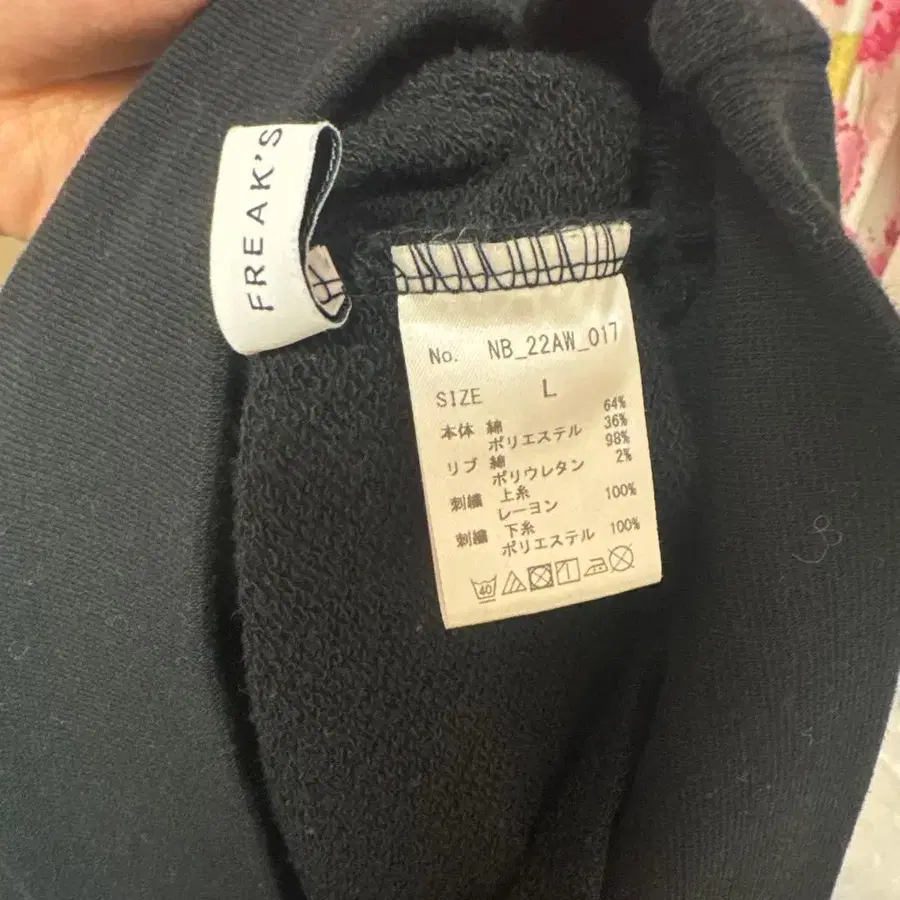 FREAK'S
No. NB_22AW_017
SIZE L
本体 綿 64%
ポリエステル 36%
リブ 綿 98%
ポリウレタン 2%
刺繍 上糸
レーヨン 100%
刺繍 下糸
ポリエステル 100%
40